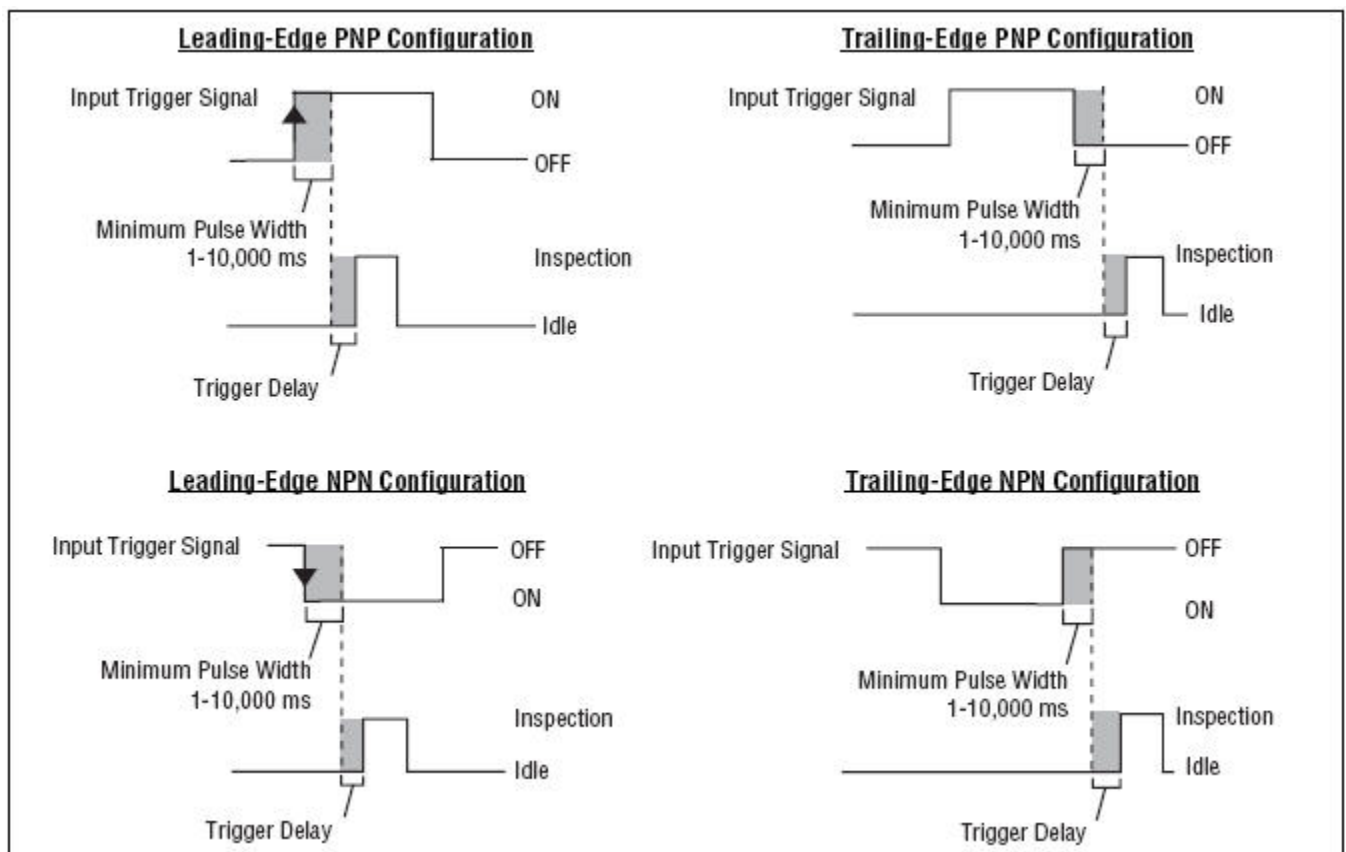 Leading-Edge PNP Configuration
Input Trigger Signal
ON
OFF
Minimum Pulse Width
1-10,000 ms
Inspection
Idle
Trigger Delay
Trailing-Edge PNP Configuration
Input Trigger Signal
ON
OFF
Minimum Pulse Width
1-10,000 ms
Inspection
Idle
Trigger Delay
Leading-Edge NPN Configuration
Input Trigger Signal
OFF
ON
Minimum Pulse Width
1-10,000 ms
Inspection
Idle
Trigger Delay
Trailing-Edge NPN Configuration
Input Trigger Signal
OFF
ON
Minimum Pulse Width
1-10,000 ms
Inspection
Idle
Trigger Delay